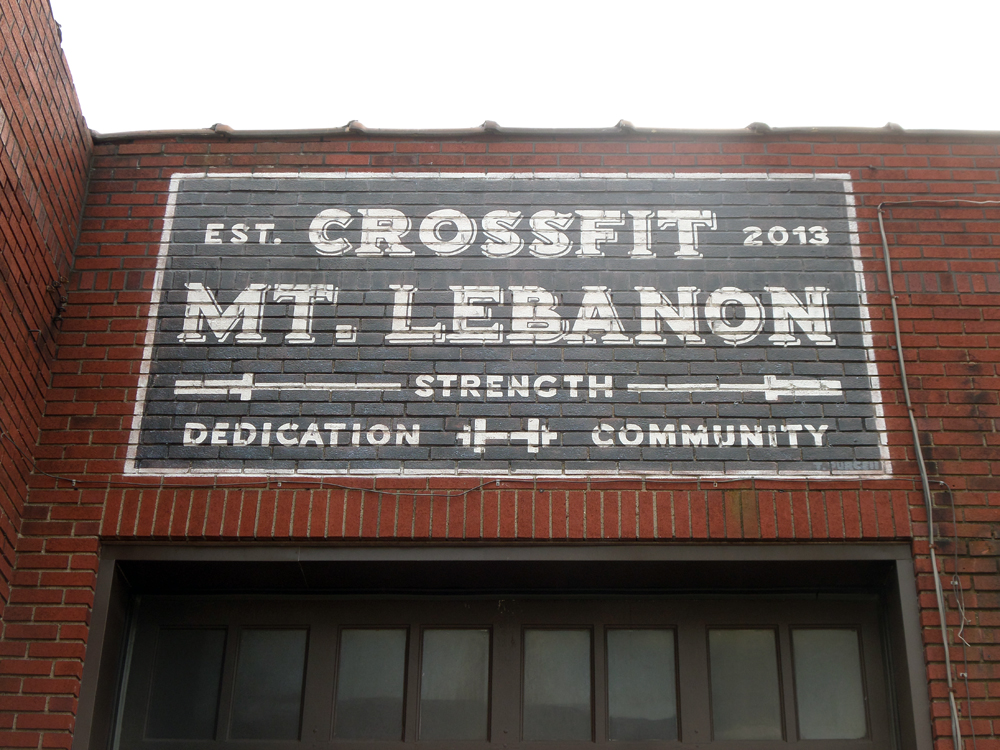 EST. CROSSFIT 2013
MT. LEBANON
STRENGTH
DEDICATION COMMUNITY